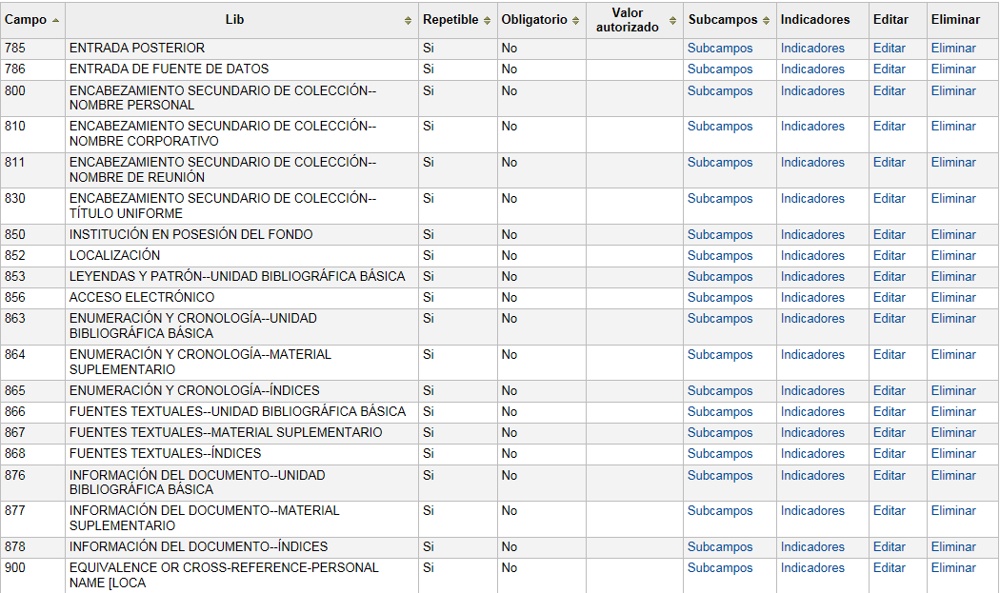 Campo Lib Repetible Obligatorio Valor autorizado Subcampos Indicadores Editar Eliminar
785 ENTRADA POSTERIOR Si No Subcampos Indicadores Editar Eliminar
786 ENTRADA DE FUENTE DE DATOS Si No Subcampos Indicadores Editar Eliminar
800 ENCABEZAMIENTO SECUNDARIO DE COLECCIÓN-- Si No Subcampos Indicadores Editar Eliminar
NOMBRE PERSONAL
810 ENCABEZAMIENTO SECUNDARIO DE COLECCIÓN-- Si No Subcampos Indicadores Editar Eliminar
NOMBRE CORPORATIVO
811 ENCABEZAMIENTO SECUNDARIO DE COLECCIÓN-- Si No Subcampos Indicadores Editar Eliminar
NOMBRE DE REUNIÓN
830 ENCABEZAMIENTO SECUNDARIO DE COLECCIÓN-- Si No Subcampos Indicadores Editar Eliminar
TÍTULO UNIFORME
850 INSTITUCIÓN EN POSESIÓN DEL FONDO Si No Subcampos Indicadores Editar Eliminar
852 LOCALIZACIÓN Si No Subcampos Indicadores Editar Eliminar
853 LEYENDAS Y PATRÓN--UNIDAD BIBLIOGRÁFICA BÁSICA Si No Subcampos Indicadores Editar Eliminar
856 ACCESO ELECTRÓNICO Si No Subcampos Indicadores Editar Eliminar
863 ENUMERACIÓN Y CRONOLOGÍA--UNIDAD Si No Subcampos Indicadores Editar Eliminar
BIBLIOGRÁFICA BÁSICA
864 ENUMERACIÓN Y CRONOLOGÍA--MATERIAL Si No Subcampos Indicadores Editar Eliminar
SUPLEMENTARIO
865 ENUMERACIÓN Y CRONOLOGÍA--ÍNDICES Si No Subcampos Indicadores Editar Eliminar
866 FUENTES TEXTUALES--UNIDAD BIBLIOGRÁFICA BÁSICA Si No Subcampos Indicadores Editar Eliminar
867 FUENTES TEXTUALES--MATERIAL SUPLEMENTARIO Si No Subcampos Indicadores Editar Eliminar
868 FUENTES TEXTUALES--ÍNDICES Si No Subcampos Indicadores Editar Eliminar
876 INFORMACIÓN DEL DOCUMENTO--UNIDAD Si No Subcampos Indicadores Editar Eliminar
BIBLIOGRÁFICA BÁSICA
877 INFORMACIÓN DEL DOCUMENTO--MATERIAL Si No Subcampos Indicadores Editar Eliminar
SUPLEMENTARIO
878 INFORMACIÓN DEL DOCUMENTO--ÍNDICES Si No Subcampos Indicadores Editar Eliminar
900 EQUIVALENCE OR CROSS-REFERENCE-PERSONAL Si No Subcampos Indicadores Editar Eliminar
NAME [LOCA